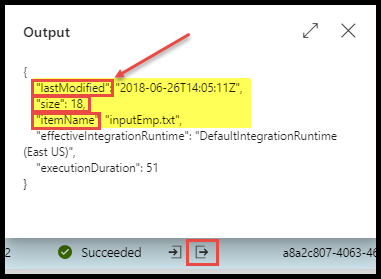 Output
{
"lastModified": "2018-06-26T14:05:11Z",
"size": 18,
"itemName": "inputEmp.txt",
"effectiveIntegrationRuntime": "DefaultIntegrationRuntime
(East US)",
"executionDuration": 51
}
2 Succeeded a8a2c807-4063-46